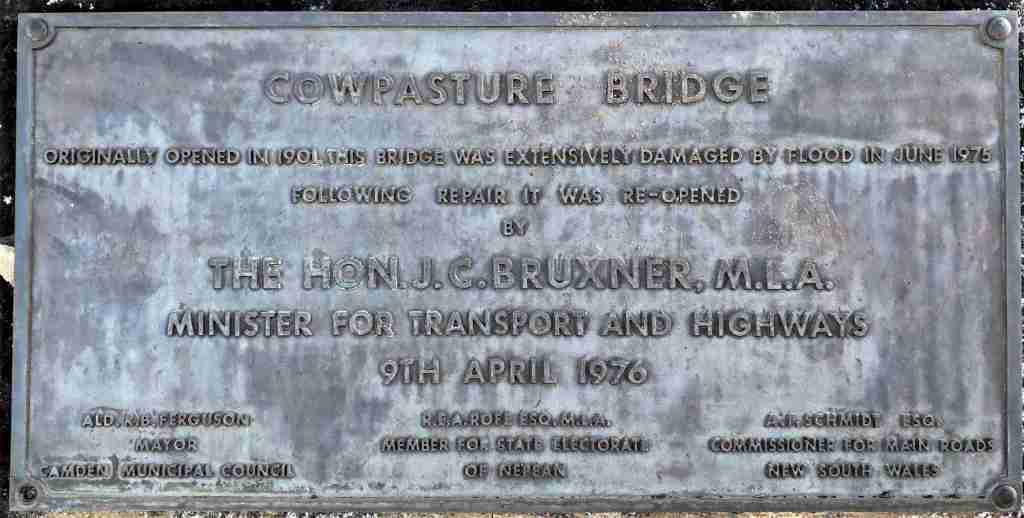 COWPASTURE BRIDGE
ORIGINALLY OPENED IN 1901, THIS BRIDGE WAS EXTENSIVELY DAMAGED BY FLOOD IN JUNE 1975
FOLLOWING REPAIR IT WAS RE-OPENED
BY
THE HON. J. C. BRUXNER, M.L.A.
MINISTER FOR TRANSPORT AND HIGHWAYS
9TH APRIL 1976
ALD. R.B. FERGUSON
MAYOR
CAMDEN MUNICIPAL COUNCIL
R.E.A. ROFE ESQ. M.L.A.
MEMBER FOR STATE ELECTORATE
OF NEPEAN
A.F. SCHMIDT ESQ.
COMMISSIONER FOR MAIN ROADS
NEW SOUTH WALES